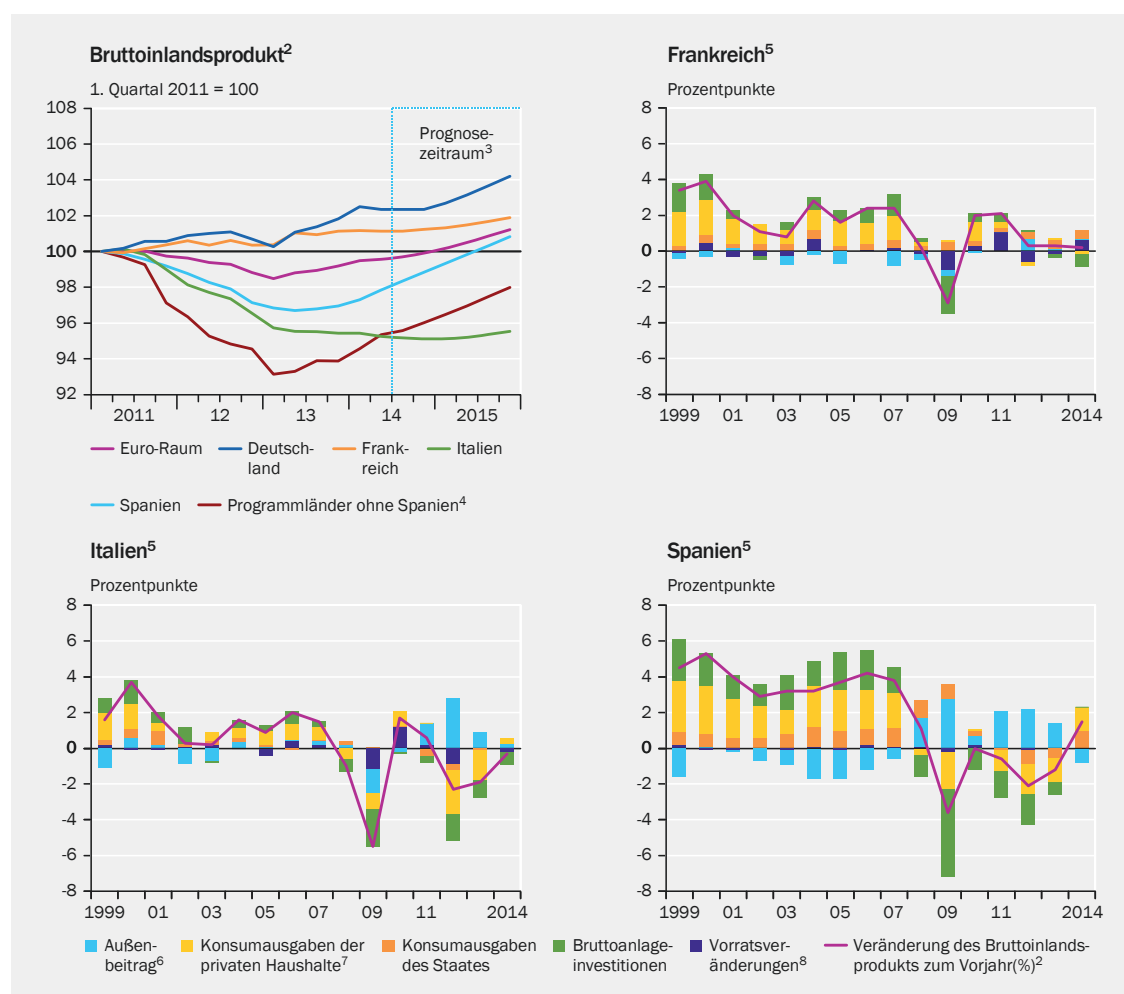 Bruttoinlandsprodukt²
1. Quartal 2011 = 100
108
106
104
102
100
98
96
94
92
Prognose-
zeitraum³
2011 12 13 14 2015
Euro-Raum Deutsch-
land Frank-
reich Italien
Spanien Programmländer ohne Spanien⁴
Frankreich⁵
Prozentpunkte
8
6
4
2
0
-2
-4
-6
-8
1999 01 03 05 07 09 11 2014
Italien⁵
Prozentpunkte
8
6
4
2
0
-2
-4
-6
-8
1999 01 03 05 07 09 11 2014
Spanien⁵
Prozentpunkte
8
6
4
2
0
-2
-4
-6
-8
1999 01 03 05 07 09 11 2014
Außen-
beitrag⁶
Konsumausgaben der
privaten Haushalte⁷
Konsumausgaben
des Staates
Bruttoanlage-
investitionen
Vorratsver-
änderungen⁸
Veränderung des Bruttoinlands-
produkts zum Vorjahr(%)²